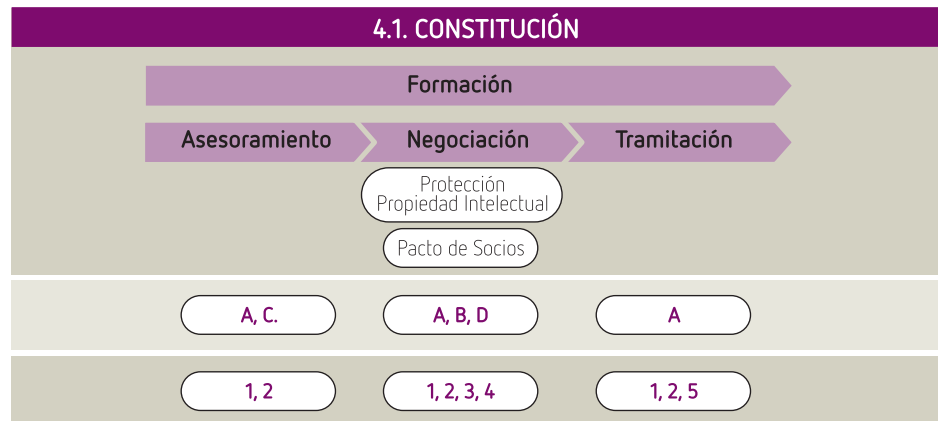 4.1. CONSTITUCIÓN
Formación
Asesoramiento
Negociación
Tramitación
Protección
Propiedad Intelectual
Pacto de Socios
A, C.
A, B, D
A
1, 2
1, 2, 3, 4
1, 2, 5